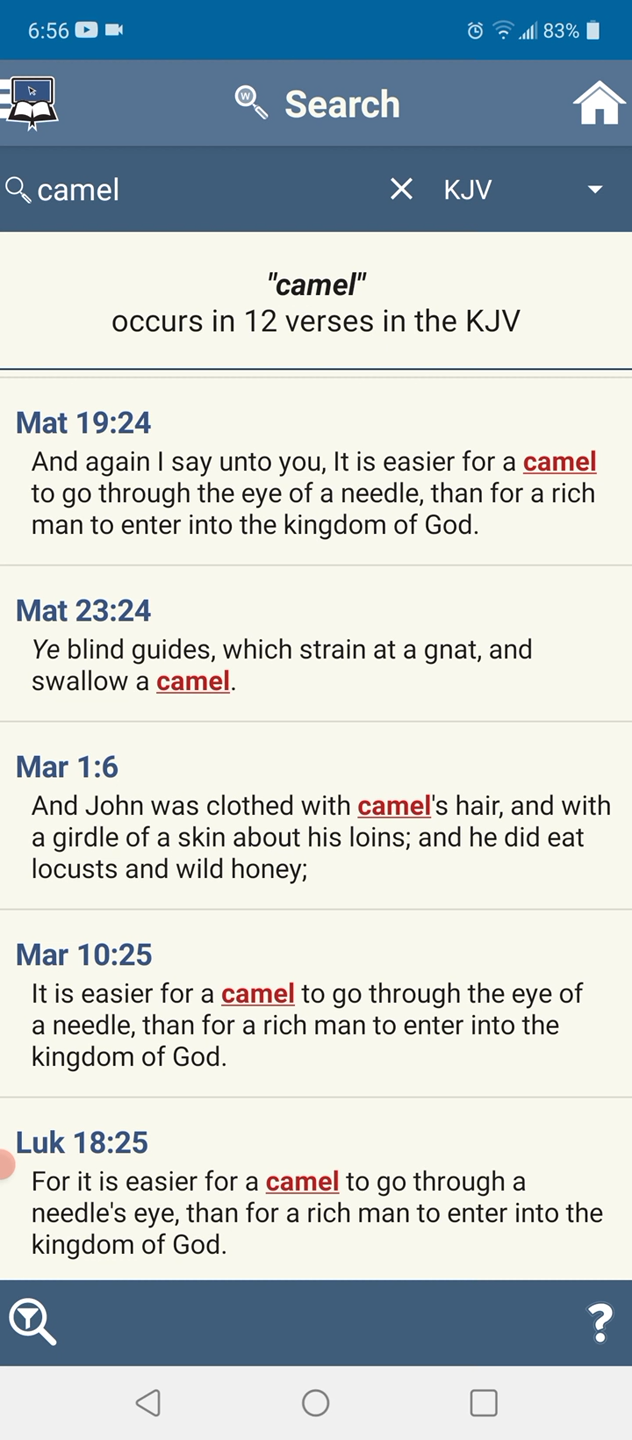 6:56 83%
Search
camel KJV
"camel"
occurs in 12 verses in the KJV
Mat 19:24
And again I say unto you, It is easier for a camel
to go through the eye of a needle, than for a rich
man to enter into the kingdom of God.
Mat 23:24
Ye blind guides, which strain at a gnat, and
swallow a camel.
Mar 1:6
And John was clothed with camel's hair, and with
a girdle of a skin about his loins; and he did eat
locusts and wild honey;
Mar 10:25
It is easier for a camel to go through the eye of
a needle, than for a rich man to enter into the
kingdom of God.
Luk 18:25
For it is easier for a camel to go through a
needle's eye, than for a rich man to enter into the
kingdom of God.
?